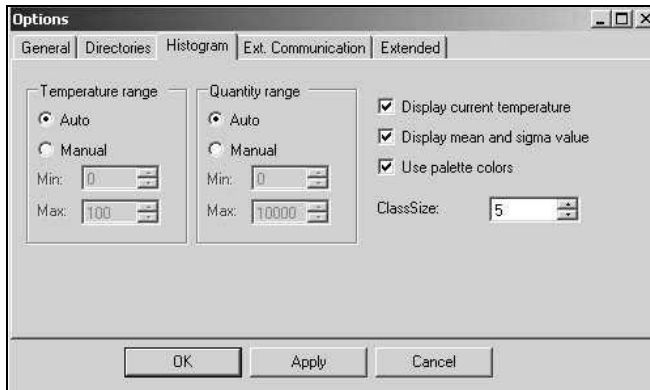 Options
General Directories Histogram Ext. Communication Extended
Temperature range
Auto
Manual
Min: 0
Max: 100
Quantity range
Auto
Manual
Min: 0
Max: 10000
Display current temperature
Display mean and sigma value
Use palette colors
ClassSize: 5
OK Apply Cancel